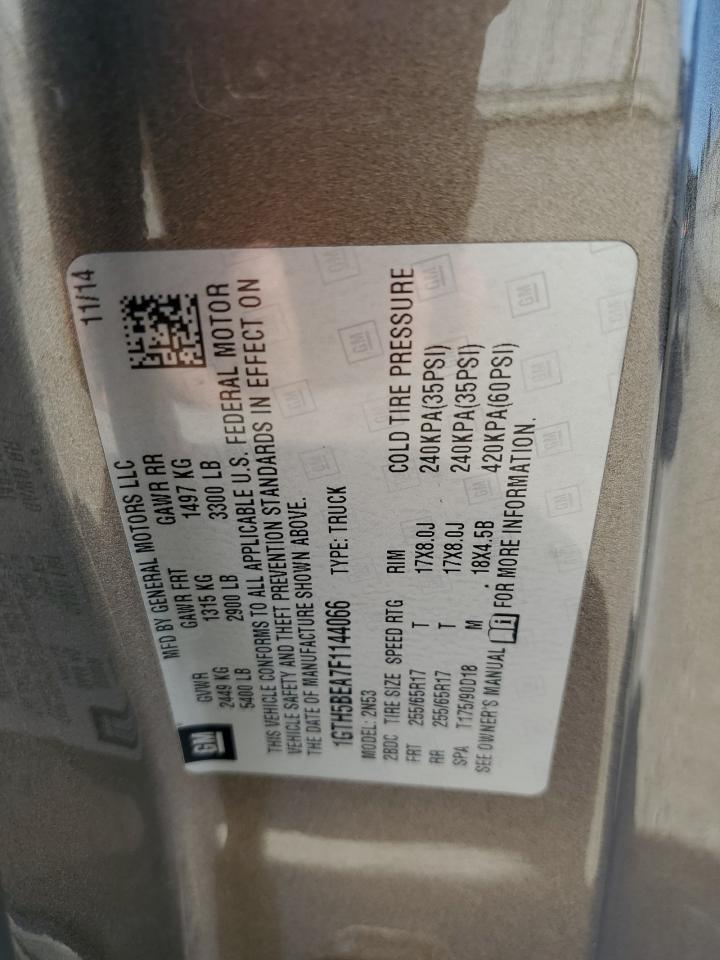 11/14
MFD BY GENERAL MOTORS LLC
GM
GVWR GAWR FRT GAWR RR
2449 KG 1315 KG 1497 KG
5400 LB 2900 LB 3300 LB
THIS VEHICLE CONFORMS TO ALL APPLICABLE U.S. FEDERAL MOTOR
VEHICLE SAFETY AND THEFT PREVENTION STANDARDS IN EFFECT ON
THE DATE OF MANUFACTURE SHOWN ABOVE.
1GTH5BEA7F1144066 TYPE: TRUCK
MODEL: 2N53
2BDC TIRE SIZE SPEED RTG RIM COLD TIRE PRESSURE
FRT 255/65R17 T 17X8.0J 240KPA(35PSI)
RR 255/65R17 T 17X8.0J 240KPA(35PSI)
SPA T175/90D18 M 18X4.5B 420KPA(60PSI)
SEE OWNER'S MANUAL i . FOR MORE INFORMATION.